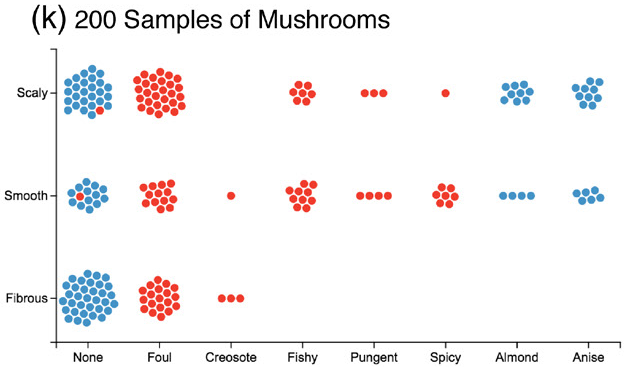 (k) 200 Samples of Mushrooms
Scaly
Smooth
Fibrous
None Foul Creosote Fishy Pungent Spicy Almond Anise